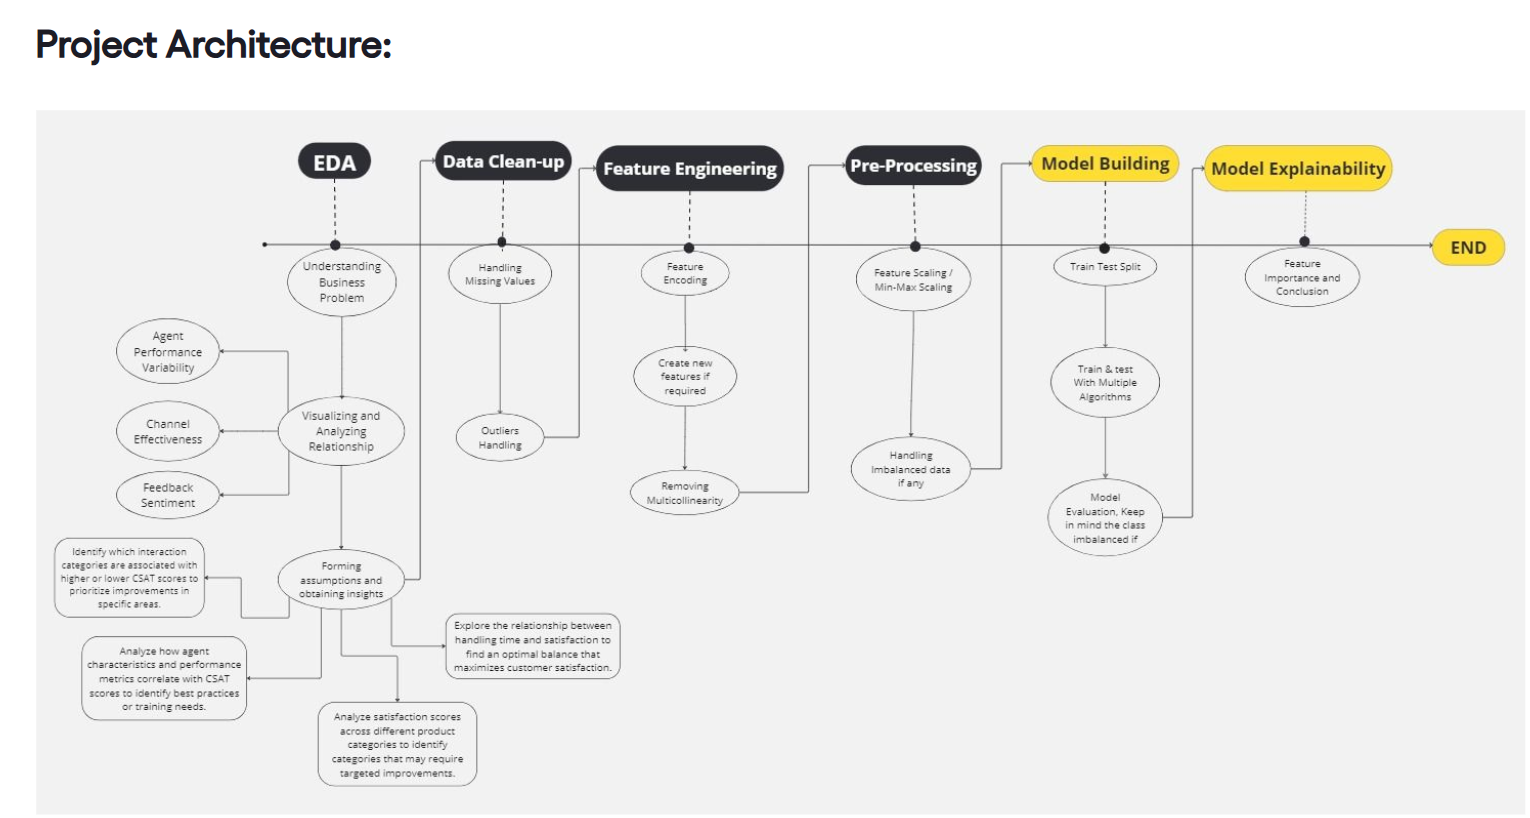 Project Architecture:
EDA
Data Clean-up
Feature Engineering
Pre-Processing
Model Building
Model Explainability
END
Understanding
Business
Problem
Handling
Missing Values
Feature
Encoding
Feature Scaling /
Min-Max Scaling
Train Test Split
Feature
Importance and
Conclusion
Agent
Performance
Variability
Channel
Effectiveness
Feedback
Sentiment
Visualizing and
Analyzing
Relationship
Outliers
Handling
Create new
features if
required
Removing
Multicollinearity
Handling
Imbalanced data
if any
Train & test
With Multiple
Algorithms
Model
Evaluation, Keep
in mind the class
imbalanced if
Forming
assumptions and
obtaining insights
Identify which interaction
categories are associated with
higher or lower CSAT scores to
prioritize improvements in
specific areas.
Analyze how agent
characteristics and performance
metrics correlate with CSAT
scores to identify best practices
or training needs.
Explore the relationship between
handling time and satisfaction to
find an optimal balance that
maximizes customer satisfaction.
Analyze satisfaction scores
across different product
categories to identify
categories that may require
targeted improvements.